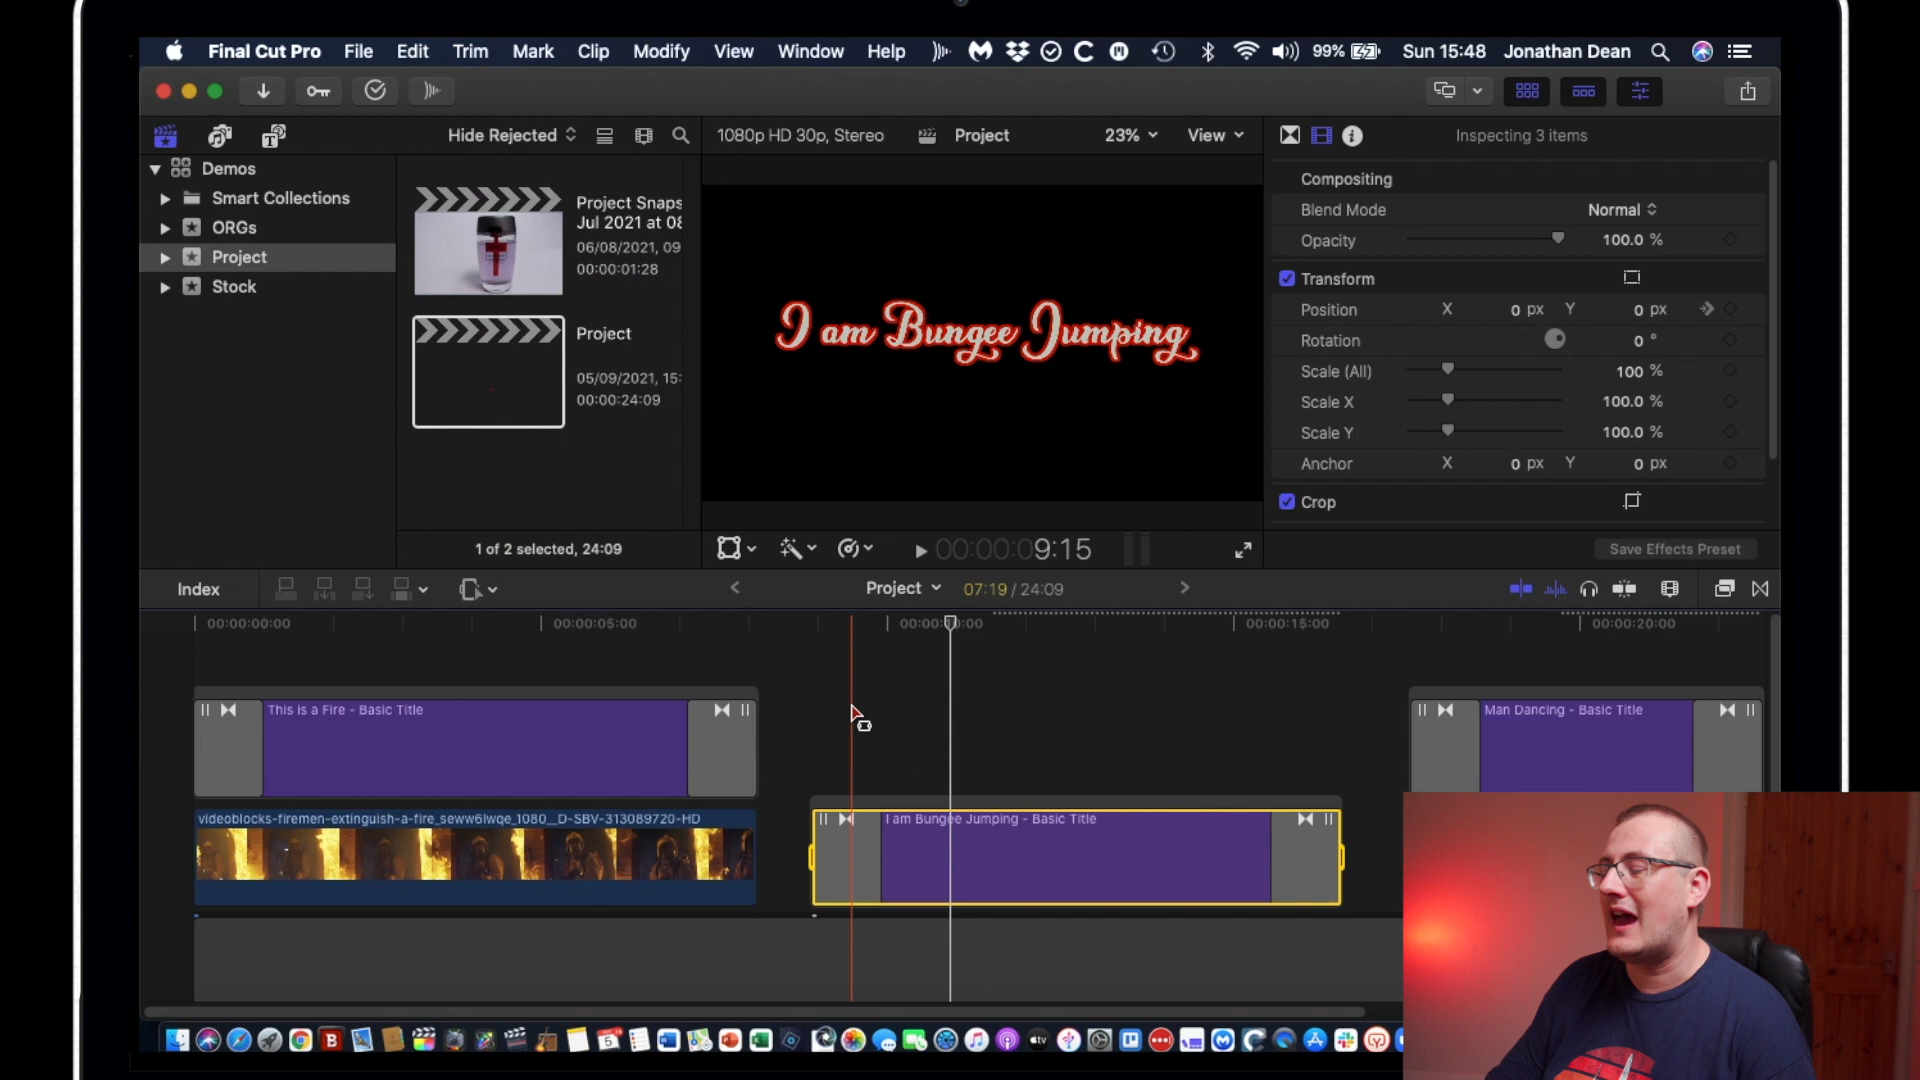 Final Cut Pro File Edit Trim Mark Clip Modify View Window Help 99% Sun 15:48 Jonathan Dean
Hide Rejected 1080p HD 30p, Stereo Project 23% View Inspecting 3 items
Demos
Smart Collections
ORGs
Project
Stock
Project Snaps
Jul 2021 at 08
06/08/2021, 09
00:00:01:28
Project
05/09/2021, 15:
00:00:24:09
1 of 2 selected, 24:09
I am Bungee Jumping
00:00:09:15
Compositing
Blend Mode Normal
Opacity 100.0 %
Transform
Position X 0 px Y 0 px
Rotation 0 °
Scale (All) 100 %
Scale X 100.0 %
Scale Y 100.0 %
Anchor X 0 px Y 0 px
Crop
Save Effects Preset
Index Project 07:19 / 24:09
00:00:00:00 00:00:05:00 00:00:10:00 00:00:15:00 00:00:20:00
This is a Fire - Basic Title Man Dancing - Basic Title
videoblocks-firemen-extinguish-a-fire_seww6lwqe_1080__D-SBV-313089720-HD
I am Bungee Jumping - Basic Title